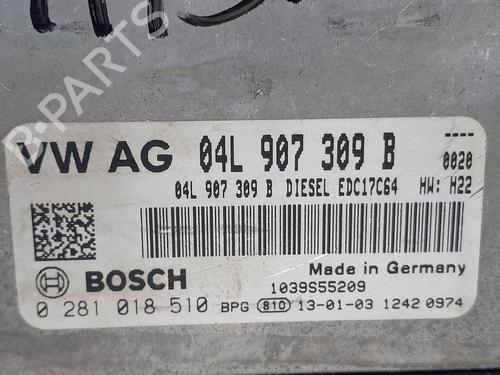 B-PARTS
VW AG 04L 907 309 B ---- 0020
04L 907 309 B DIESEL EDC17C64 HW: H22
BOSCH
Made in Germany
1039S55209
0 281 018 510 BPG 810 13-01-03 1242 0974